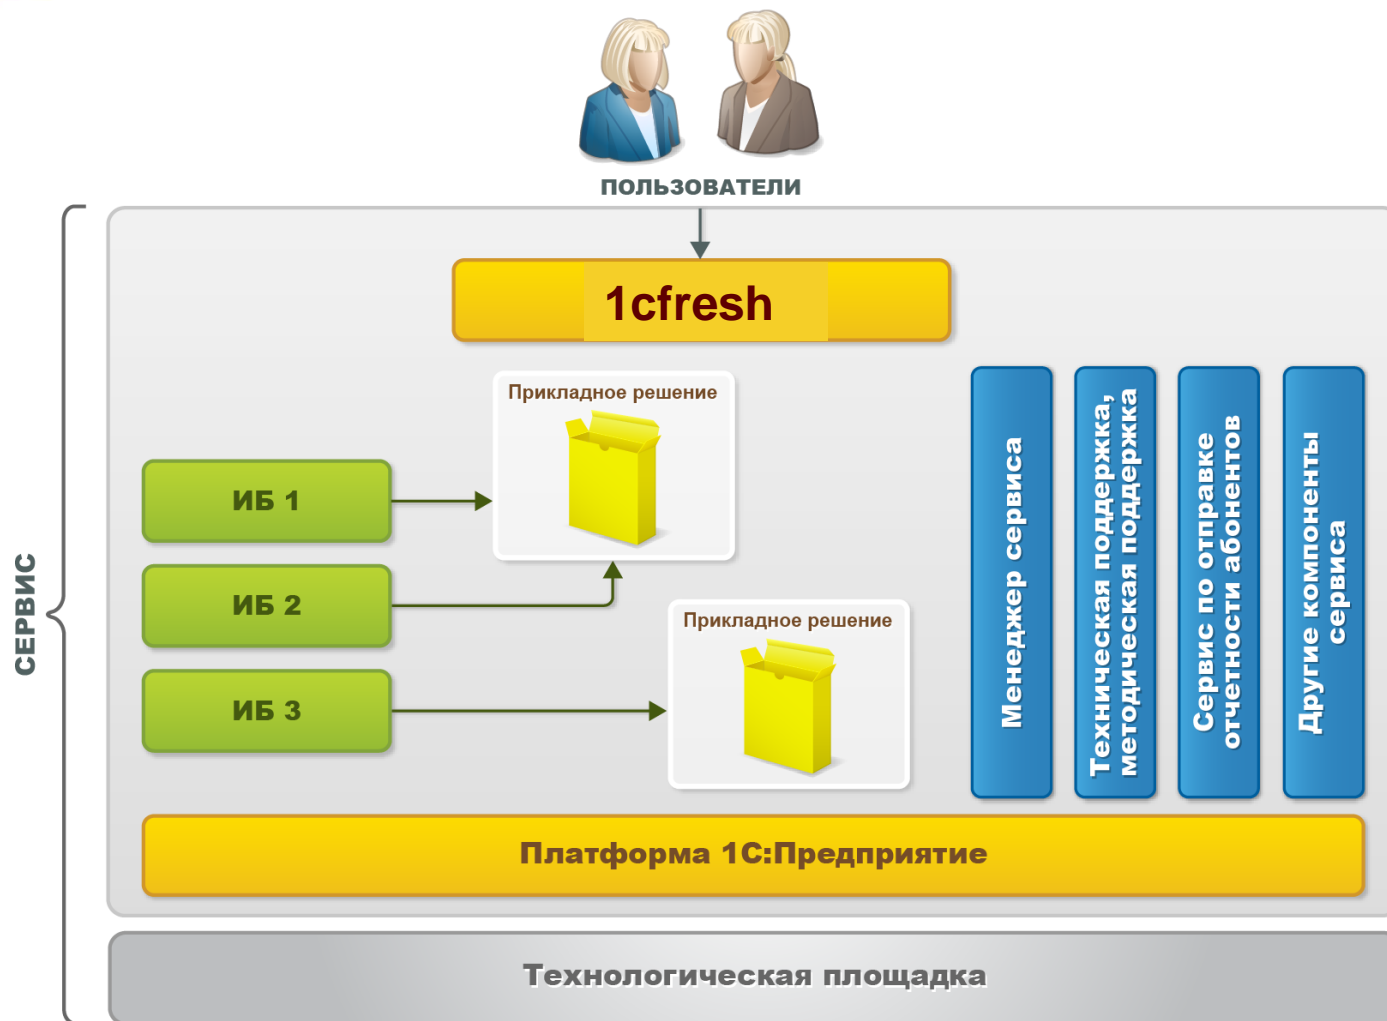 ПОЛЬЗОВАТЕЛИ
1cfresh
Прикладное решение
ИБ 1
ИБ 2
ИБ 3
Прикладное решение
Менеджер сервиса
Техническая поддержка,
методическая поддержка
Сервис по отправке
отчетности абонентов
Другие компоненты
сервиса
СЕРВИС
Платформа 1С:Предприятие
Технологическая площадка